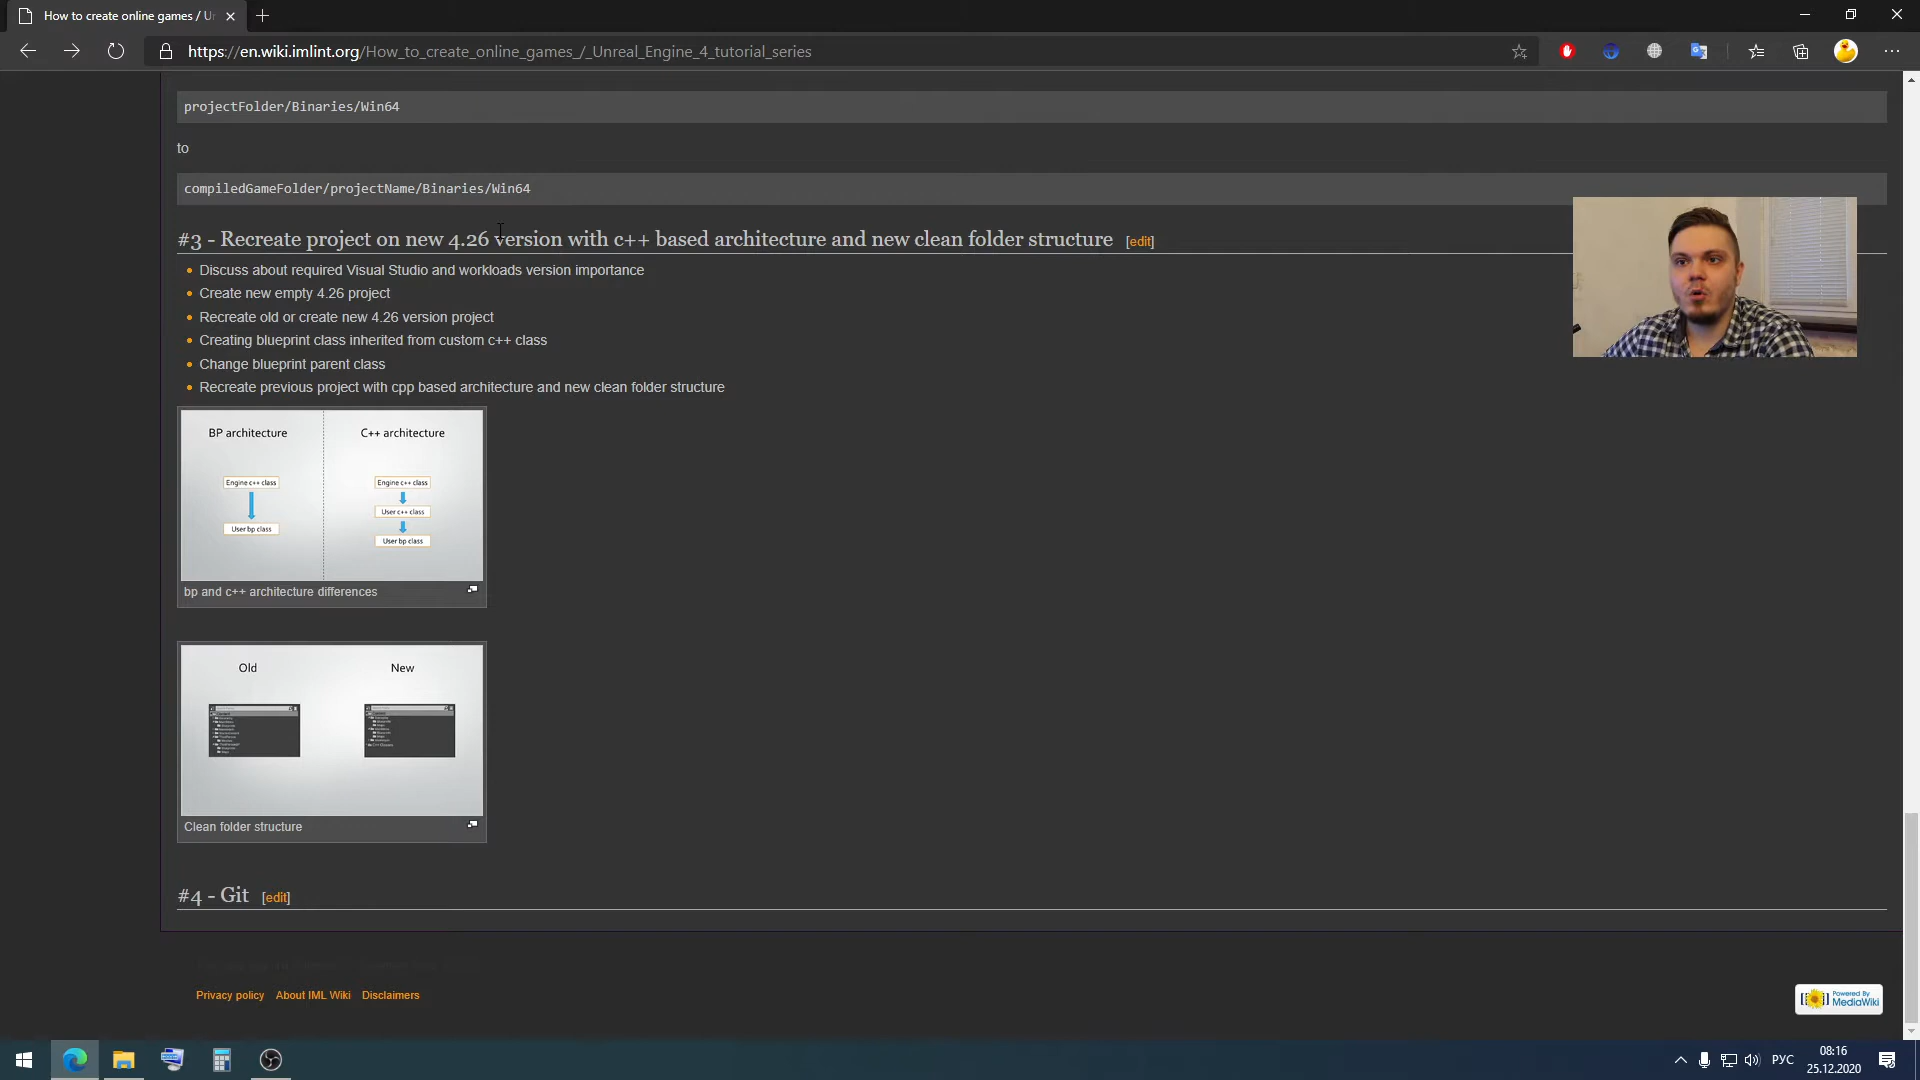 How to create online games / U
https://en.wiki.imlint.org/How_to_create_online_games_/_Unreal_Engine_4_tutorial_series
projectFolder/Binaries/Win64
to
compiledGameFolder/projectName/Binaries/Win64
#3 - Recreate project on new 4.26 version with c++ based architecture and new clean folder structure [edit]
Discuss about required Visual Studio and workloads version importance
Create new empty 4.26 project
Recreate old or create new 4.26 version project
Creating blueprint class inherited from custom c++ class
Change blueprint parent class
Recreate previous project with cpp based architecture and new clean folder structure
BP architecture
C++ architecture
Engine c++ class
Engine c++ class
User c++ class
User bp class
User bp class
bp and c++ architecture differences
Old
New
Clean folder structure
#4 - Git [edit]
Privacy policy
About IML Wiki
Disclaimers
Powered By
MediaWiki
РУС
08:16
25.12.2020